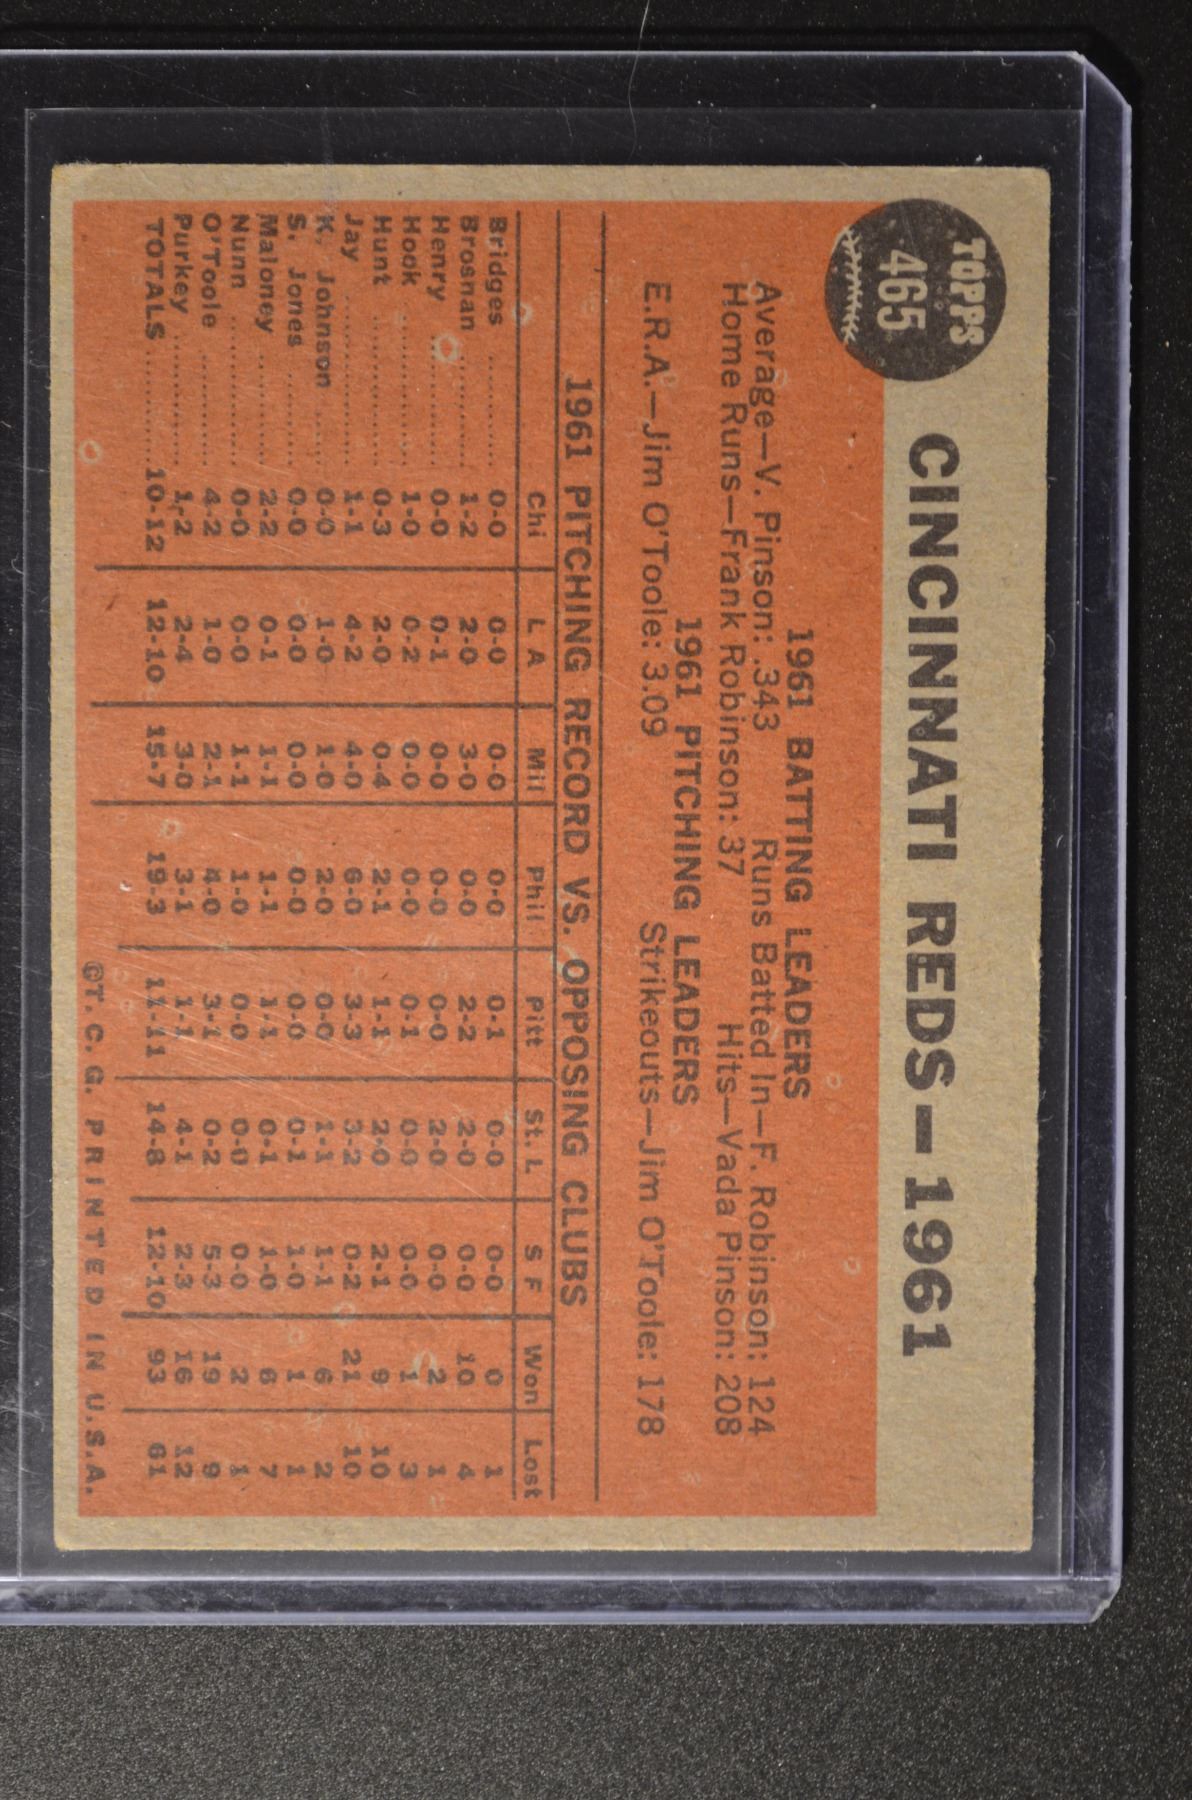 TOPPS
465
CINCINNATI REDS—1961
1961 BATTING LEADERS
Average—V. Pinson: .343 Runs Batted In—F. Robinson: 124
Home Runs—Frank Robinson: 37 Hits—Vada Pinson: 208
1961 PITCHING LEADERS
E.R.A.—Jim O'Toole: 3.09 Strikeouts—Jim O'Toole: 178
1961 PITCHING RECORD VS. OPPOSING CLUBS
Chi L A Mil Phil Pitt St. L S F Won Lost
Bridges 0-0 0-0 0-0 0-0 0-1 0-0 0-0 0 1
Brosnan 1-2 2-0 3-0 0-0 2-2 2-0 0-0 10 4
Henry 0-0 0-1 0-0 0-0 0-0 2-0 0-0 2 1
Hook 1-0 0-2 0-0 0-0 0-1 0-0 0-0 1 3
Hunt 0-3 2-0 0-4 2-1 1-1 2-0 2-1 9 10
Jay 1-1 4-2 4-0 6-0 3-3 3-2 0-2 21 10
K. Johnson 0-0 1-0 1-0 2-0 0-0 1-1 1-1 6 2
S. Jones 0-0 0-0 0-0 0-0 0-0 0-1 1-0 1 1
Maloney 2-2 0-1 1-1 1-1 1-1 0-1 1-0 6 7
Nunn 0-0 0-0 1-1 1-0 0-0 0-0 0-0 2 1
O'Toole 4-2 1-0 2-1 4-0 3-1 0-2 5-3 19 9
Purkey 1-2 2-4 3-0 3-1 1-1 4-1 2-3 16 12
TOTALS 10-12 12-10 15-7 19-3 11-11 14-8 12-10 93 61
©T. C. G. PRINTED IN U.S.A.